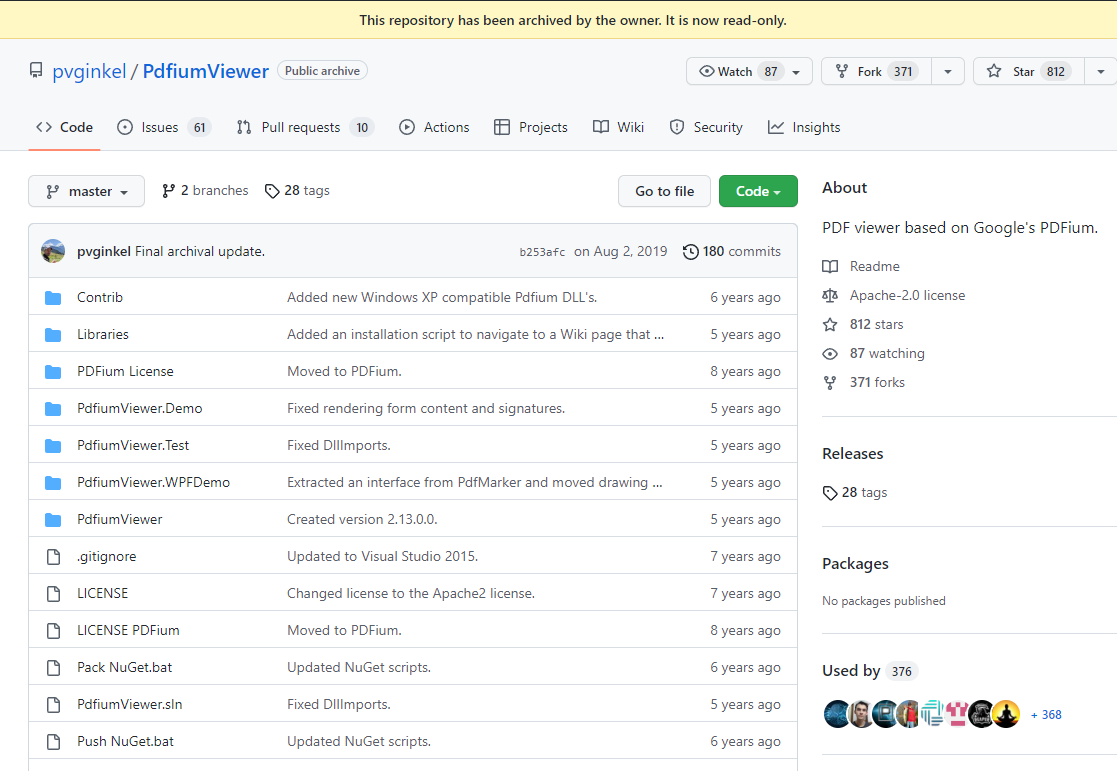 This repository has been archived by the owner. It is now read-only.
pvginkel / PdfiumViewer Public archive
Watch 87 Fork 371 Star 812
Code Issues 61 Pull requests 10 Actions Projects Wiki Security Insights
master 2 branches 28 tags Go to file Code
pvginkel Final archival update. b253afc on Aug 2, 2019 180 commits
Contrib Added new Windows XP compatible Pdfium DLL's. 6 years ago
Libraries Added an installation script to navigate to a Wiki page that ... 5 years ago
PDFium License Moved to PDFium. 8 years ago
PdfiumViewer.Demo Fixed rendering form content and signatures. 5 years ago
PdfiumViewer.Test Fixed DllImports. 5 years ago
PdfiumViewer.WPFDemo Extracted an interface from PdfMarker and moved drawing ... 5 years ago
PdfiumViewer Created version 2.13.0.0. 5 years ago
.gitignore Updated to Visual Studio 2015. 7 years ago
LICENSE Changed license to the Apache2 license. 7 years ago
LICENSE PDFium Moved to PDFium. 8 years ago
Pack NuGet.bat Updated NuGet scripts. 6 years ago
PdfiumViewer.sln Fixed DllImports. 5 years ago
Push NuGet.bat Updated NuGet scripts. 6 years ago
About
PDF viewer based on Google's PDFium.
Readme
Apache-2.0 license
812 stars
87 watching
371 forks
Releases
28 tags
Packages
No packages published
Used by 376
+ 368